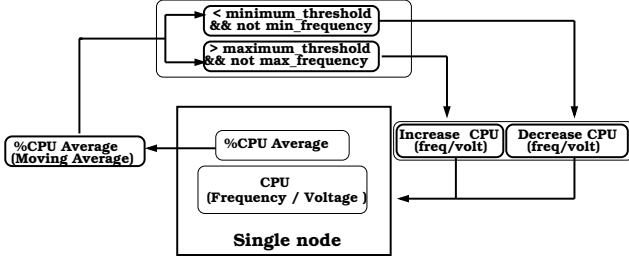 < minimum_threshold
&& not min_frequency
> maximum_threshold
&& not max_frequency
%CPU Average
(Moving Average)
%CPU Average
CPU
(Frequency / Voltage )
Single node
Increase CPU
(freq/volt)
Decrease CPU
(freq/volt)